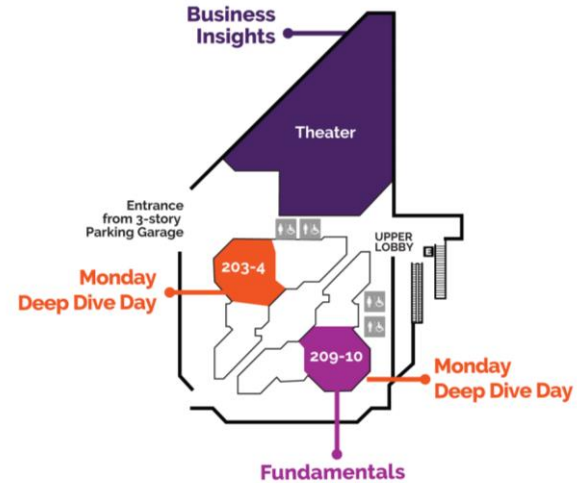 Business
Insights
Theater
Entrance
from 3-story
Parking Garage
UPPER
LOBBY
E
203-4
Monday
Deep Dive Day
209-10
Monday
Deep Dive Day
Fundamentals